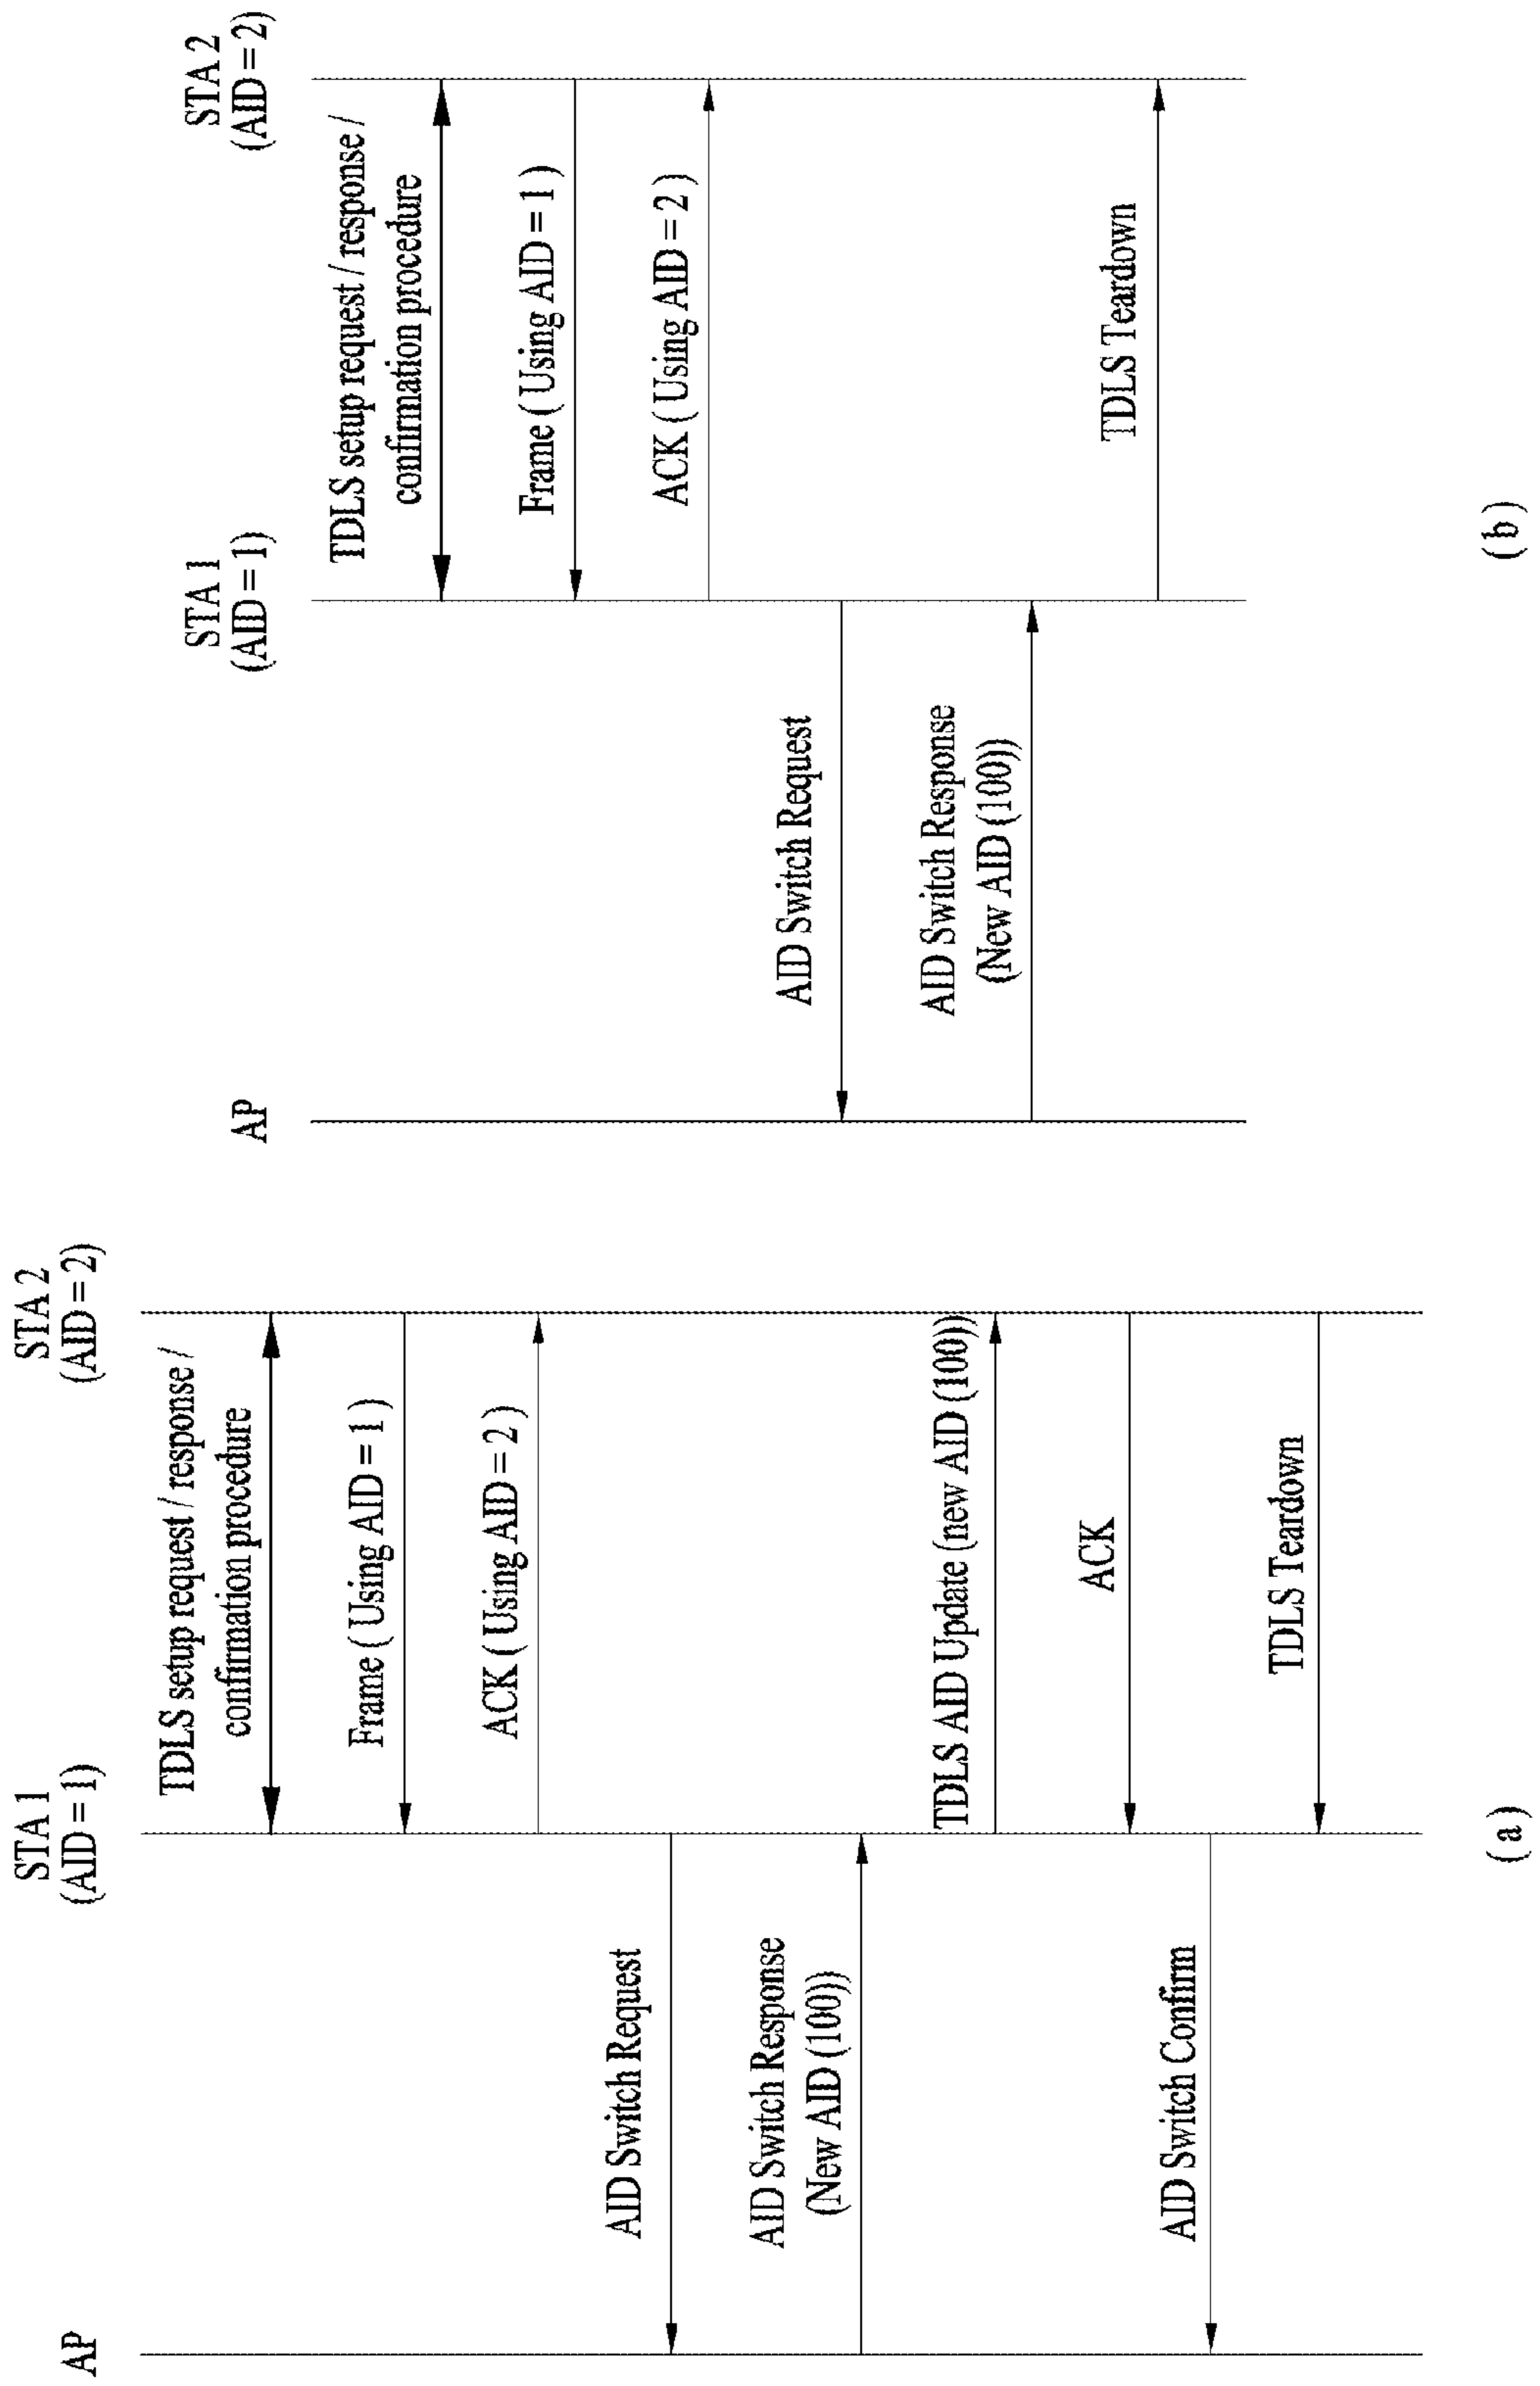 AP
STA 1
(AID = 1)
STA 2
(AID = 2)
TDLS setup request / response /
confirmation procedure
Frame ( Using AID = 1 )
ACK ( Using AID = 2 )
AID Switch Request
AID Switch Response
(New AID (100))
TDLS AID Update (new AID (100))
ACK
AID Switch Confirm
TDLS Teardown
( a )
AP
STA 1
(AID = 1)
STA 2
(AID = 2)
TDLS setup request / response /
confirmation procedure
Frame ( Using AID = 1 )
ACK ( Using AID = 2 )
AID Switch Request
AID Switch Response
(New AID (100))
TDLS Teardown
( b )